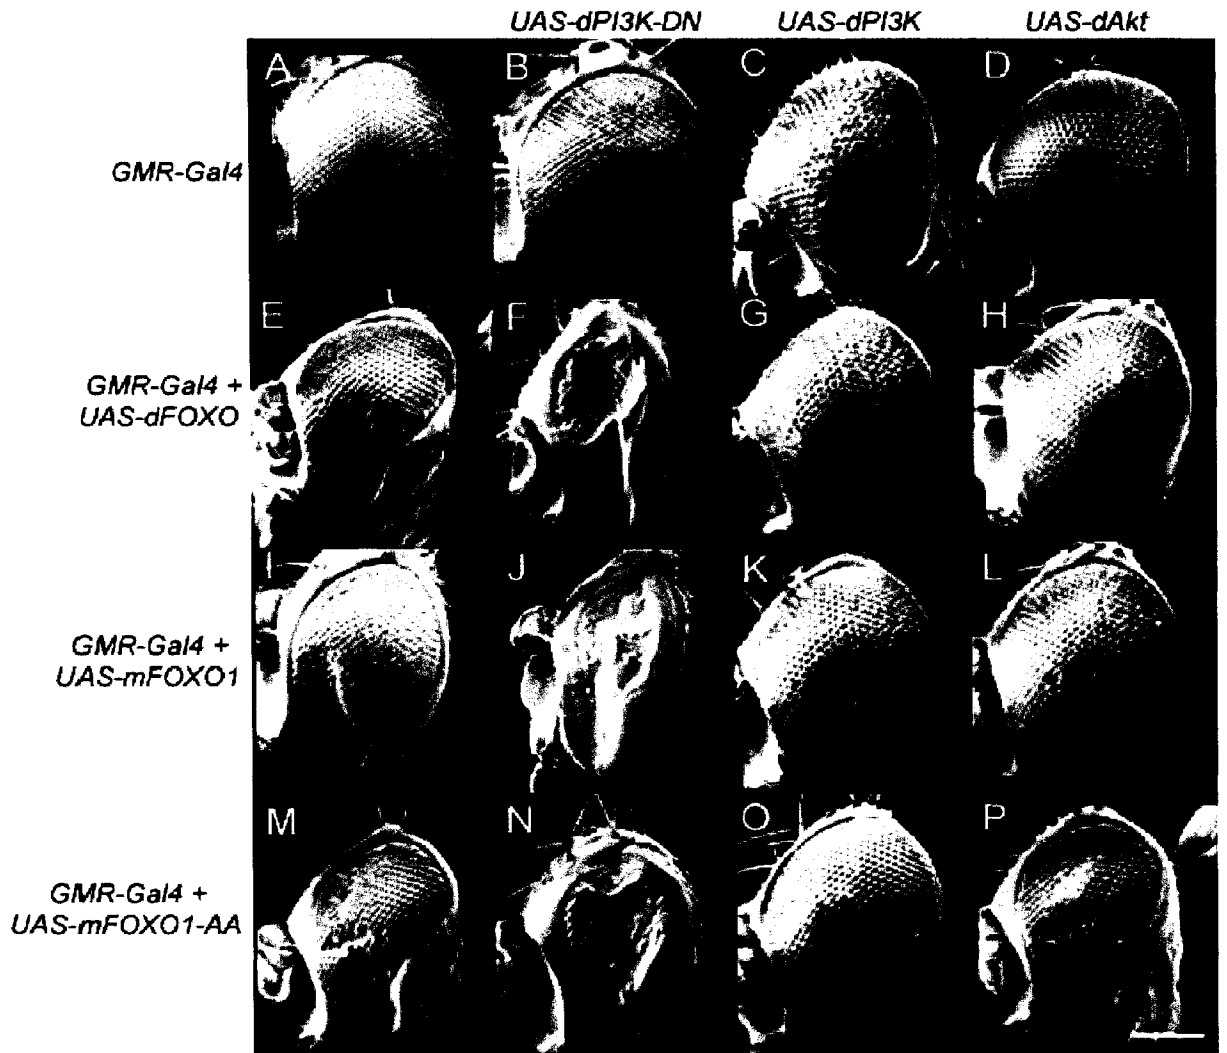 UAS-dPI3K-DN UAS-dPI3K UAS-dAkt
A B C D
GMR-Gal4
E F G H
GMR-Gal4 +
UAS-dFOXO
I J K L
GMR-Gal4 +
UAS-mFOXO1
M N O P
GMR-Gal4 +
UAS-mFOXO1-AA